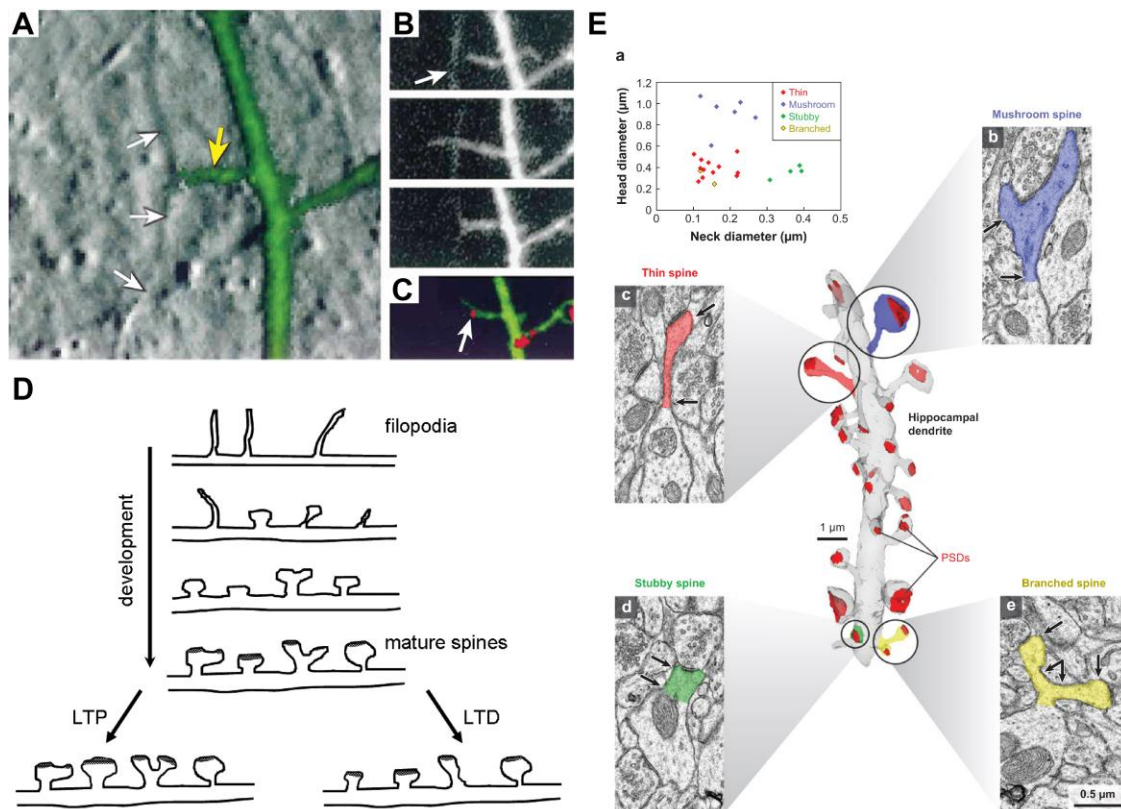 A
B
C
D
filopodia
development
mature spines
LTP
LTD
E
a
Head diameter (µm)
1.2
1.0
0.8
0.6
0.4
0.2
0
0
0.1
0.2
0.3
0.4
0.5
Neck diameter (µm)
Thin
Mushroom
Stubby
Branched
Mushroom spine
b
Thin spine
c
Hippocampal
dendrite
1 µm
PSDs
Stubby spine
d
Branched spine
e
0.5 µm